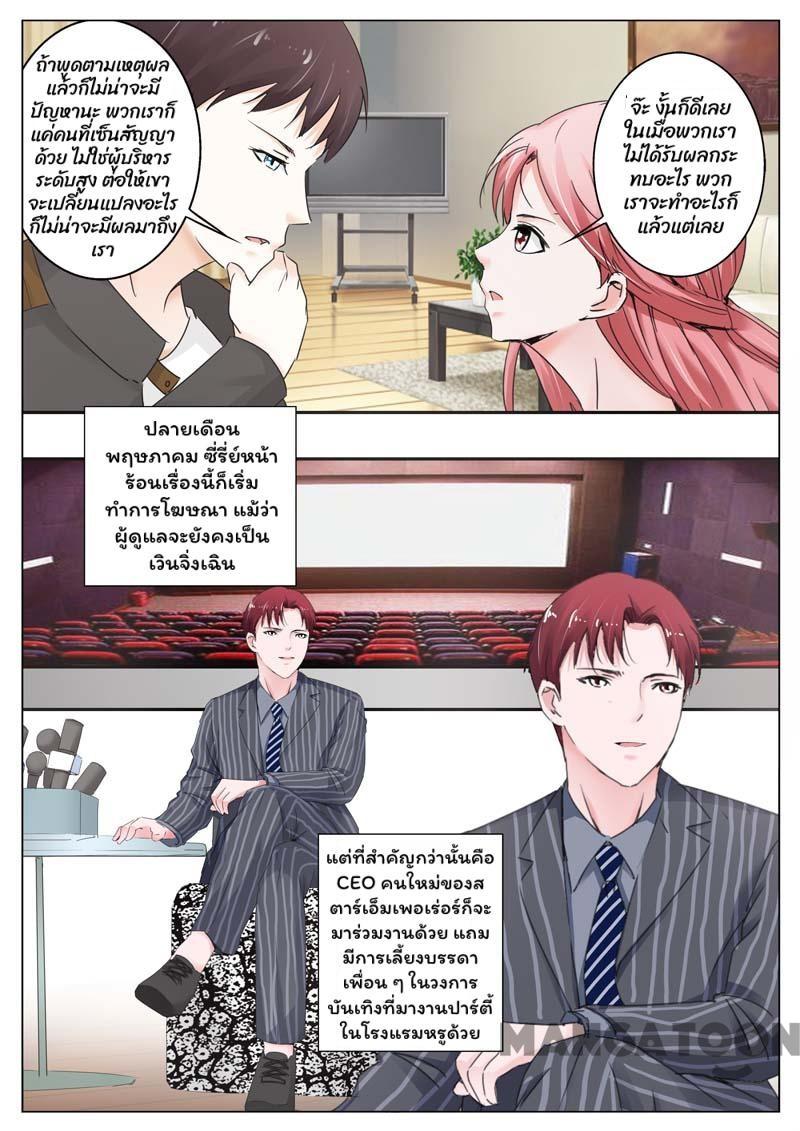 ถ้าพูดตามเหตุผล
แล้วก็ไม่น่าจะมี
ปัญหานะ พวกเราก็
แค่คนที่เซ็นสัญญา
ด้วย ไม่ใช่ผู้บริหาร
ระดับสูง ต่อให้เขา
จะเปลี่ยนแปลงอะไร
ก็ไม่น่าจะมีผลมาถึง
เรา
จ๊ะ งั้นก็ดีเลย
ในเมื่อพวกเรา
ไม่ได้รับผลกระ
ทบอะไร พวก
เราจะทำอะไรก็
แล้วแต่เลย
ปลายเดือน
พฤษภาคม ซี่รี่ย์หน้า
ร้อนเรื่องนี้ก็เริ่ม
ทำการโฆษณา แม้ว่า
ผู้ดูแลจะยังคงเป็น
เวินจิ่งเฉิน
แต่ที่สำคัญกว่านั้นคือ
CEO คนใหม่ของส
ตาร์เอ็มเพอเร่อร์ก็จะ
มาร่วมงานด้วย แถม
มีการเลี้ยงบรรดา
เพื่อน ๆ ในวงการ
บันเทิงที่มางานปาร์ตี้
ในโรงแรมหรูด้วย
MANGATOON